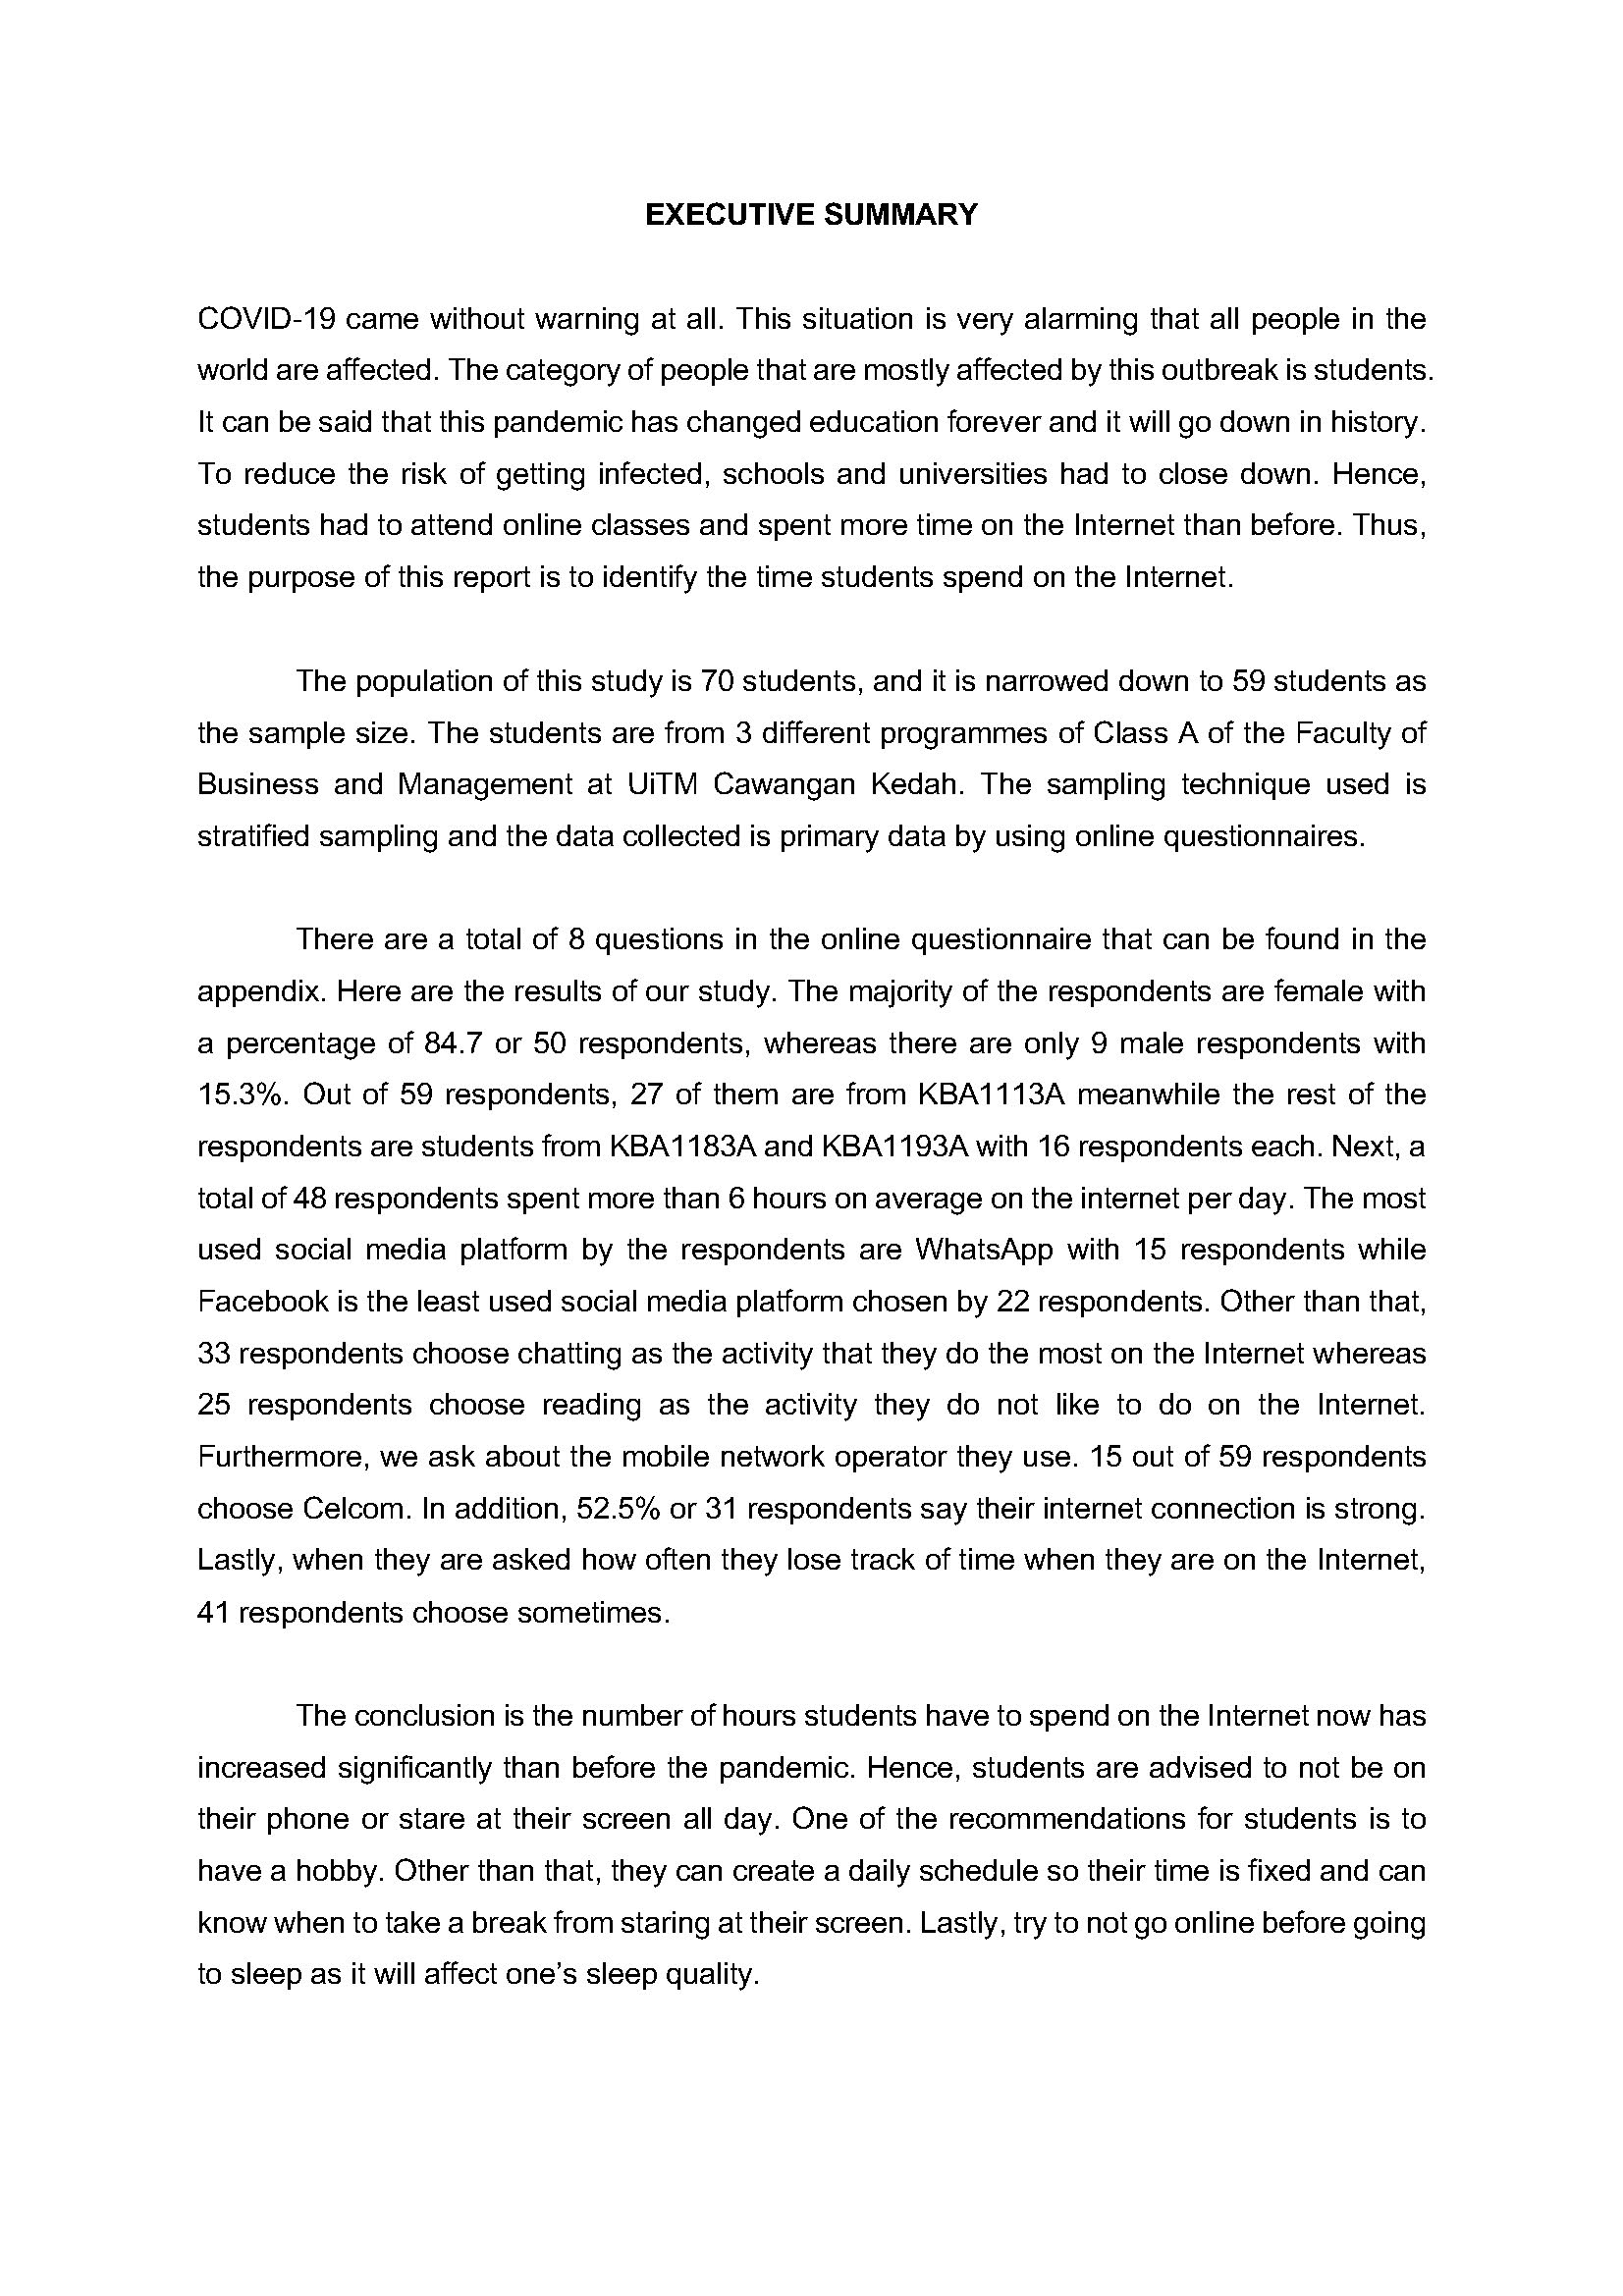 EXECUTIVE SUMMARY
COVID-19 came without warning at all. This situation is very alarming that all people in the
world are affected. The category of people that are mostly affected by this outbreak is students.
It can be said that this pandemic has changed education forever and it will go down in history.
To reduce the risk of getting infected, schools and universities had to close down. Hence,
students had to attend online classes and spent more time on the Internet than before. Thus,
the purpose of this report is to identify the time students spend on the Internet.
The population of this study is 70 students, and it is narrowed down to 59 students as
the sample size. The students are from 3 different programmes of Class A of the Faculty of
Business and Management at UiTM Cawangan Kedah. The sampling technique used is
stratified sampling and the data collected is primary data by using online questionnaires.
There are a total of 8 questions in the online questionnaire that can be found in the
appendix. Here are the results of our study. The majority of the respondents are female with
a percentage of 84.7 or 50 respondents, whereas there are only 9 male respondents with
15.3%. Out of 59 respondents, 27 of them are from KBA1113A meanwhile the rest of the
respondents are students from KBA1183A and KBA1193A with 16 respondents each. Next, a
total of 48 respondents spent more than 6 hours on average on the internet per day. The most
used social media platform by the respondents are WhatsApp with 15 respondents while
Facebook is the least used social media platform chosen by 22 respondents. Other than that,
33 respondents choose chatting as the activity that they do the most on the Internet whereas
25 respondents choose reading as the activity they do not like to do on the Internet.
Furthermore, we ask about the mobile network operator they use. 15 out of 59 respondents
choose Celcom. In addition, 52.5% or 31 respondents say their internet connection is strong.
Lastly, when they are asked how often they lose track of time when they are on the Internet,
41 respondents choose sometimes.
The conclusion is the number of hours students have to spend on the Internet now has
increased significantly than before the pandemic. Hence, students are advised to not be on
their phone or stare at their screen all day. One of the recommendations for students is to
have a hobby. Other than that, they can create a daily schedule so their time is fixed and can
know when to take a break from staring at their screen. Lastly, try to not go online before going
to sleep as it will affect one's sleep quality.